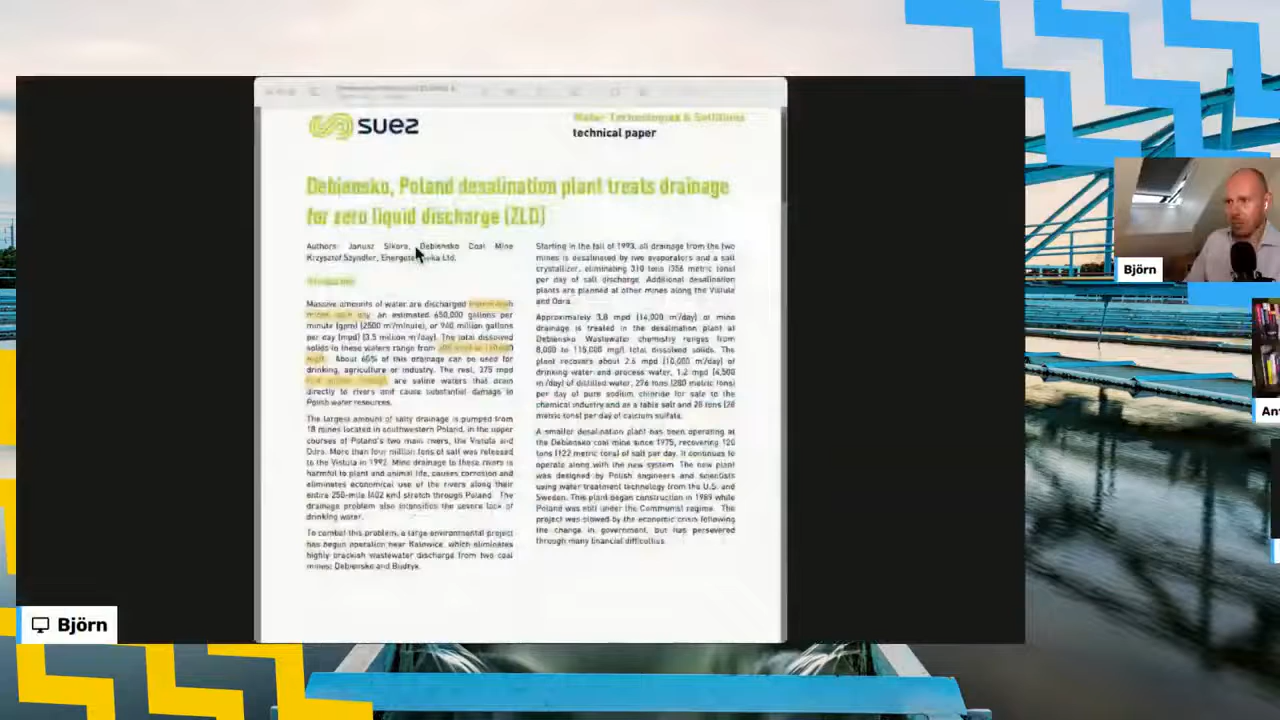 suez
Water Technologies & Solutions
technical paper
Debiensko, Poland desalination plant treats drainage
for zero liquid discharge (ZLD)
Authors: Janusz Sikora, Debiensko Coal Mine
Krzysztof Szyndler, Ltd.
Introduction
Massive amounts of water are discharged
an estimated 650,000 gallons per
minute (gpm) (2500 m³/minute), or 940 million gallons
per day (mpd) (3.5 million m³/day). The total dissolved
solids in these waters range from
About 60% of this drainage can be used for
drinking, agriculture or industry. The rest, 375 mpd
are saline waters that drain
directly to rivers and cause substantial damage to
Polish water resources.
The largest amount of salty drainage is pumped from
18 mines located in southwestern Poland, in the upper
courses of Poland's two main rivers, the Vistula and
Odra. More than four million tons of salt was released
to the Vistula in 1992. Mine drainage to these rivers is
harmful to plant and animal life, causes corrosion and
eliminates economical use of the rivers along their
entire 250-mile (402 km) stretch through Poland. The
drainage problem also intensifies the severe lack of
drinking water.
To combat this problem, a large environmental project
has begun operation near Katowice, which eliminates
highly brackish wastewater discharge from two coal
mines: Debiensko and Budryk.
Starting in the fall of 1993, all drainage from the two
mines is desalinated by two evaporators and a salt
crystallizer, eliminating 310 tons (356 metric tons)
per day of salt discharge. Additional desalination
plants are planned at other mines along the Vistula
and Odra.
Approximately 3.8 mpd (14,000 m³/day) or mine
drainage is treated in the desalination plant at
Debiensko Wastewater chemistry ranges from
8,000 to 115,000 mg/l total dissolved solids. The
plant recovers about 2.6 mpd (10,000 m³/day) of
drinking water and process water, 1.2 mpd (4,500
m³/day) of distilled water, 276 tons (280 metric tons)
per day of pure sodium chloride for sale to the
chemical industry and as a table salt and 25 tons (26
metric tons) per day of calcium sulfate.
A smaller desalination plant has been operating at
the Debiensko coal mine since 1975, recovering 120
tons (122 metric tons) of salt per day. It continues to
operate along with the new system. The new plant
was designed by Polish engineers and scientists
using water treatment technology from the U.S. and
Sweden. This plant began construction in 1989 while
Poland was still under the Communist regime. The
project was slowed by the economic crisis following
the change in government, but has persevered
through many financial difficulties.
Björn
Björn
An